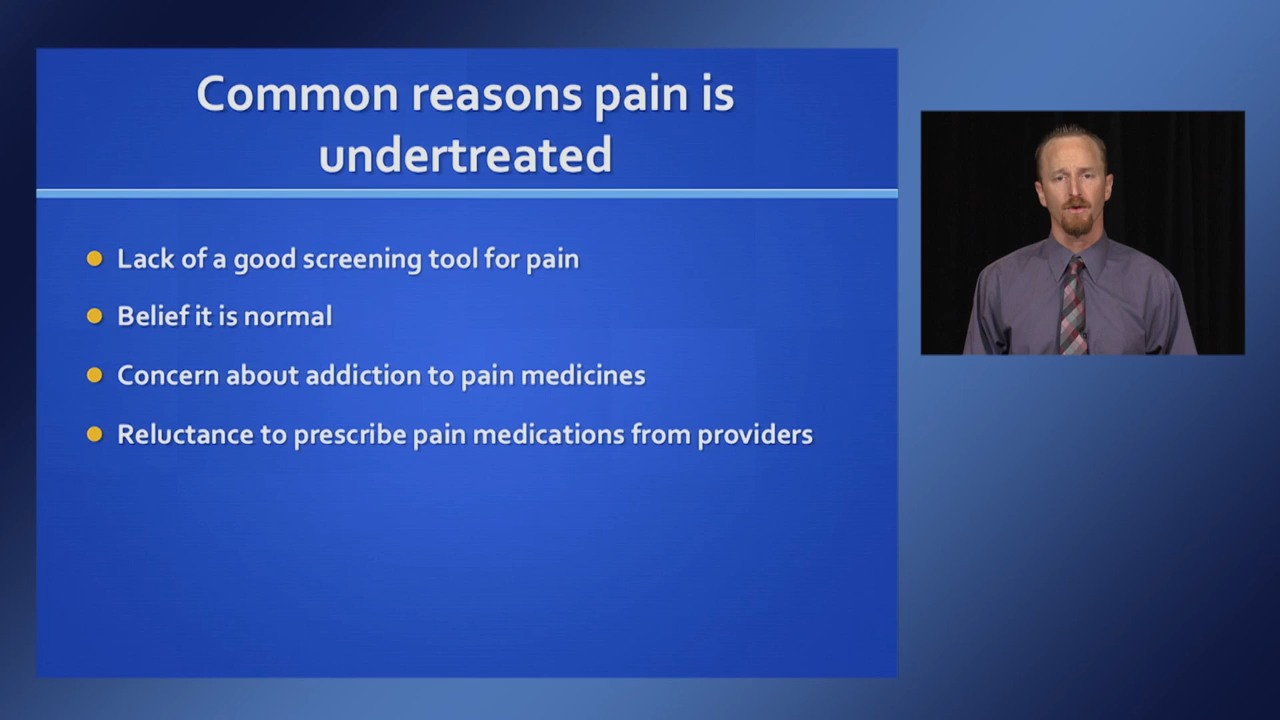 Common reasons pain is
undertreated
Lack of a good screening tool for pain
Belief it is normal
Concern about addiction to pain medicines
Reluctance to prescribe pain medications from providers